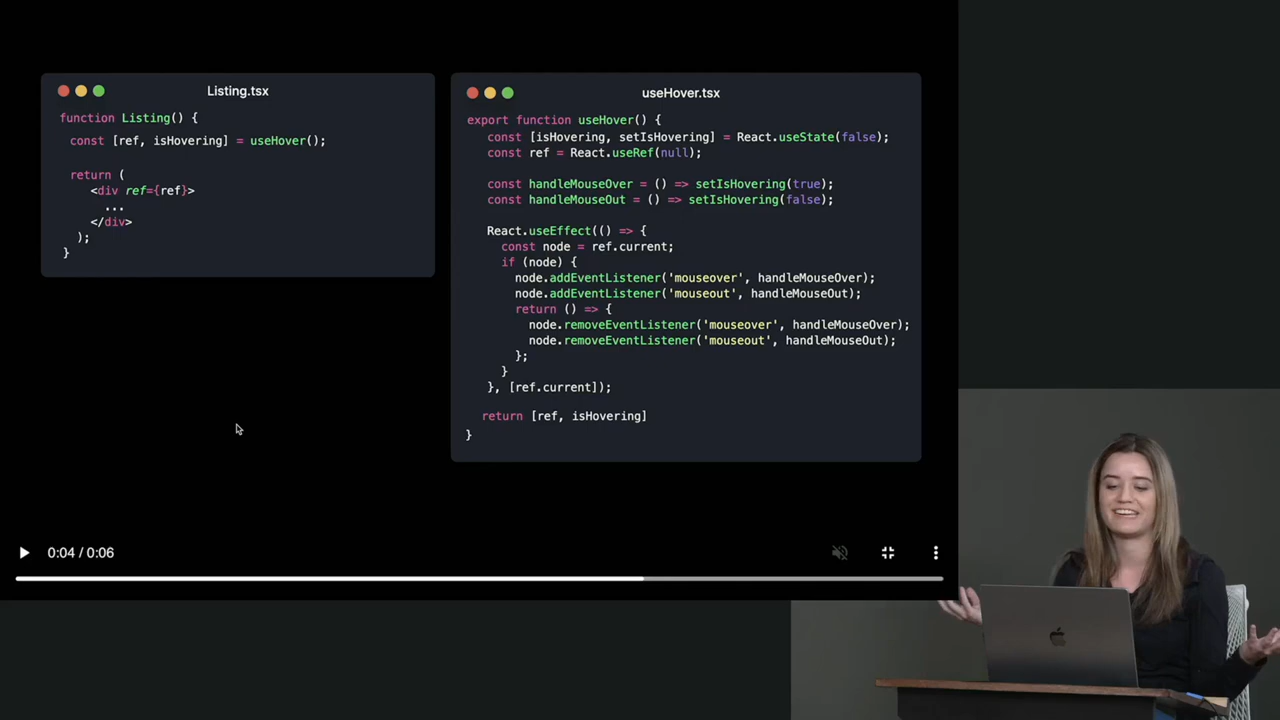 Listing.tsx
function Listing() {
const [ref, isHovering] = useHover();
return (
<div ref={ref}>
...
</div>
);
}
useHover.tsx
export function useHover() {
const [isHovering, setIsHovering] = React.useState(false);
const ref = React.useRef(null);
const handleMouseOver = () => setIsHovering(true);
const handleMouseOut = () => setIsHovering(false);
React.useEffect(() => {
const node = ref.current;
if (node) {
node.addEventListener('mouseover', handleMouseOver);
node.addEventListener('mouseout', handleMouseOut);
return () => {
node.removeEventListener('mouseover', handleMouseOver);
node.removeEventListener('mouseout', handleMouseOut);
};
}
}, [ref.current]);
return [ref, isHovering]
}
0:04 / 0:06